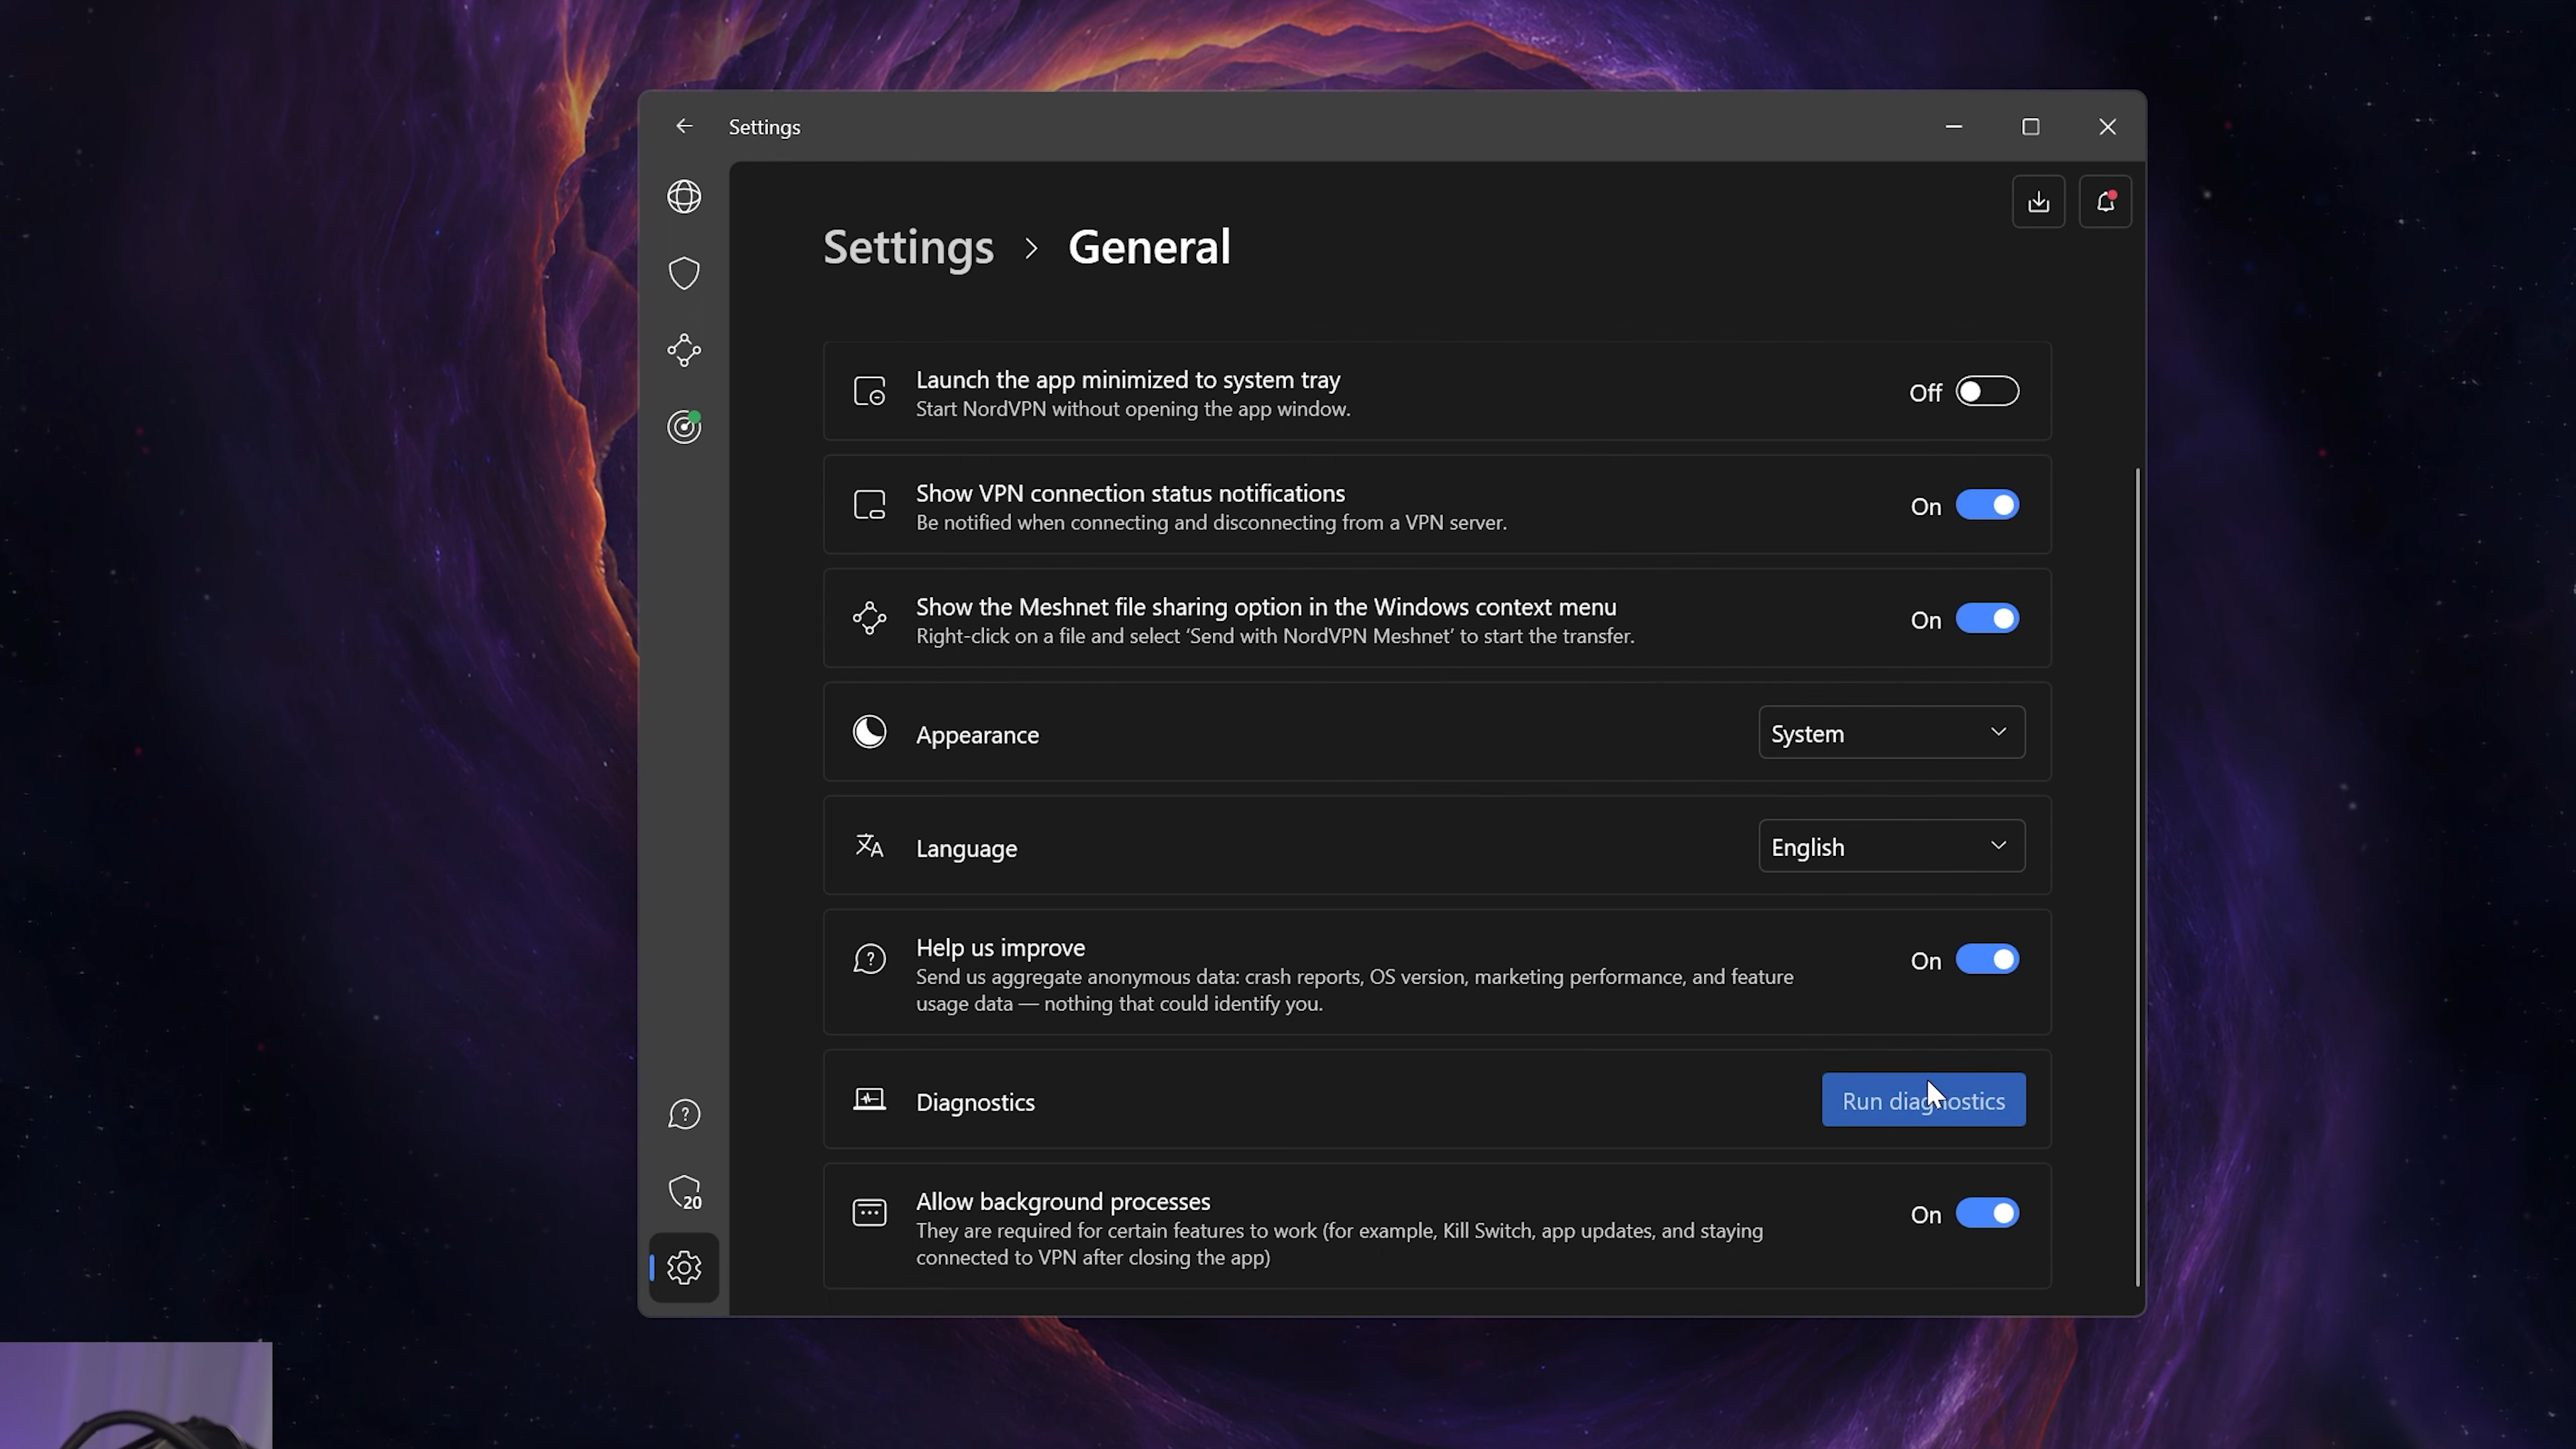 Settings
Settings > General
Launch the app minimized to system tray
Start NordVPN without opening the app window.
Off
Show VPN connection status notifications
Be notified when connecting and disconnecting from a VPN server.
On
Show the Meshnet file sharing option in the Windows context menu
Right-click on a file and select ‘Send with NordVPN Meshnet’ to start the transfer.
On
Appearance
System
Language
English
Help us improve
Send us aggregate anonymous data: crash reports, OS version, marketing performance, and feature
usage data — nothing that could identify you.
On
Diagnostics
Run diagnostics
Allow background processes
They are required for certain features to work (for example, Kill Switch, app updates, and staying
connected to VPN after closing the app)
On
20